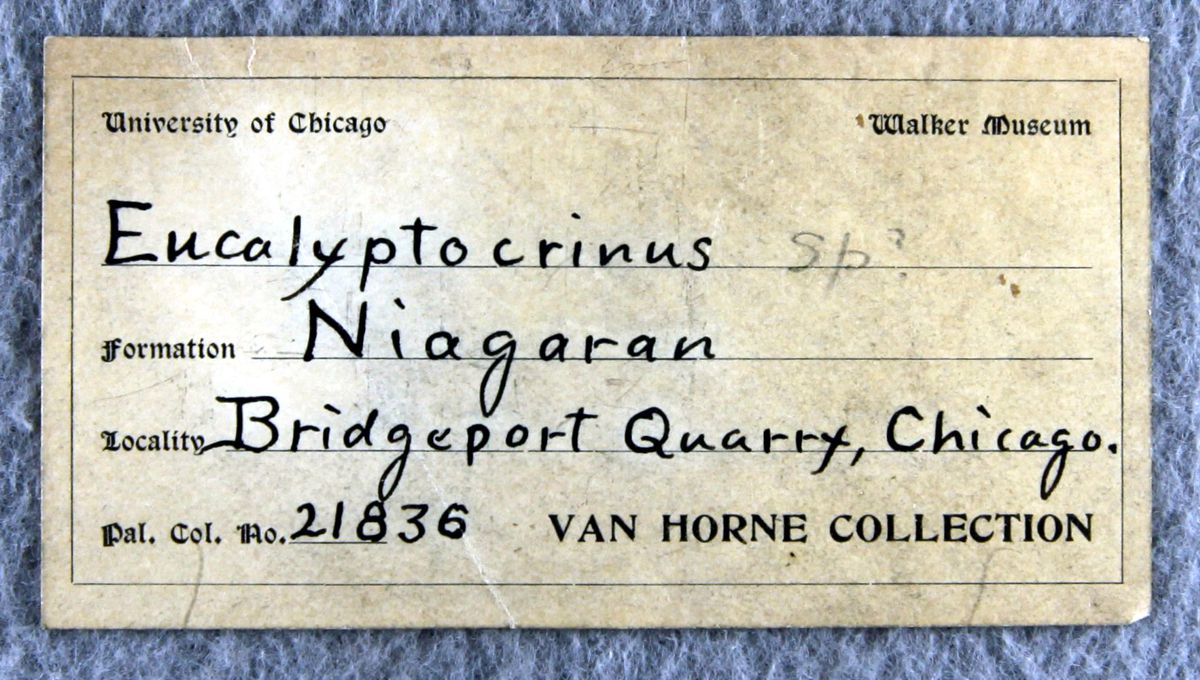 University of Chicago Walker Museum
Eucalyptocrinus sp?
Formation Niagaran
Locality Bridgeport Quarry, Chicago.
Pal. Col. No. 21836 VAN HORNE COLLECTION